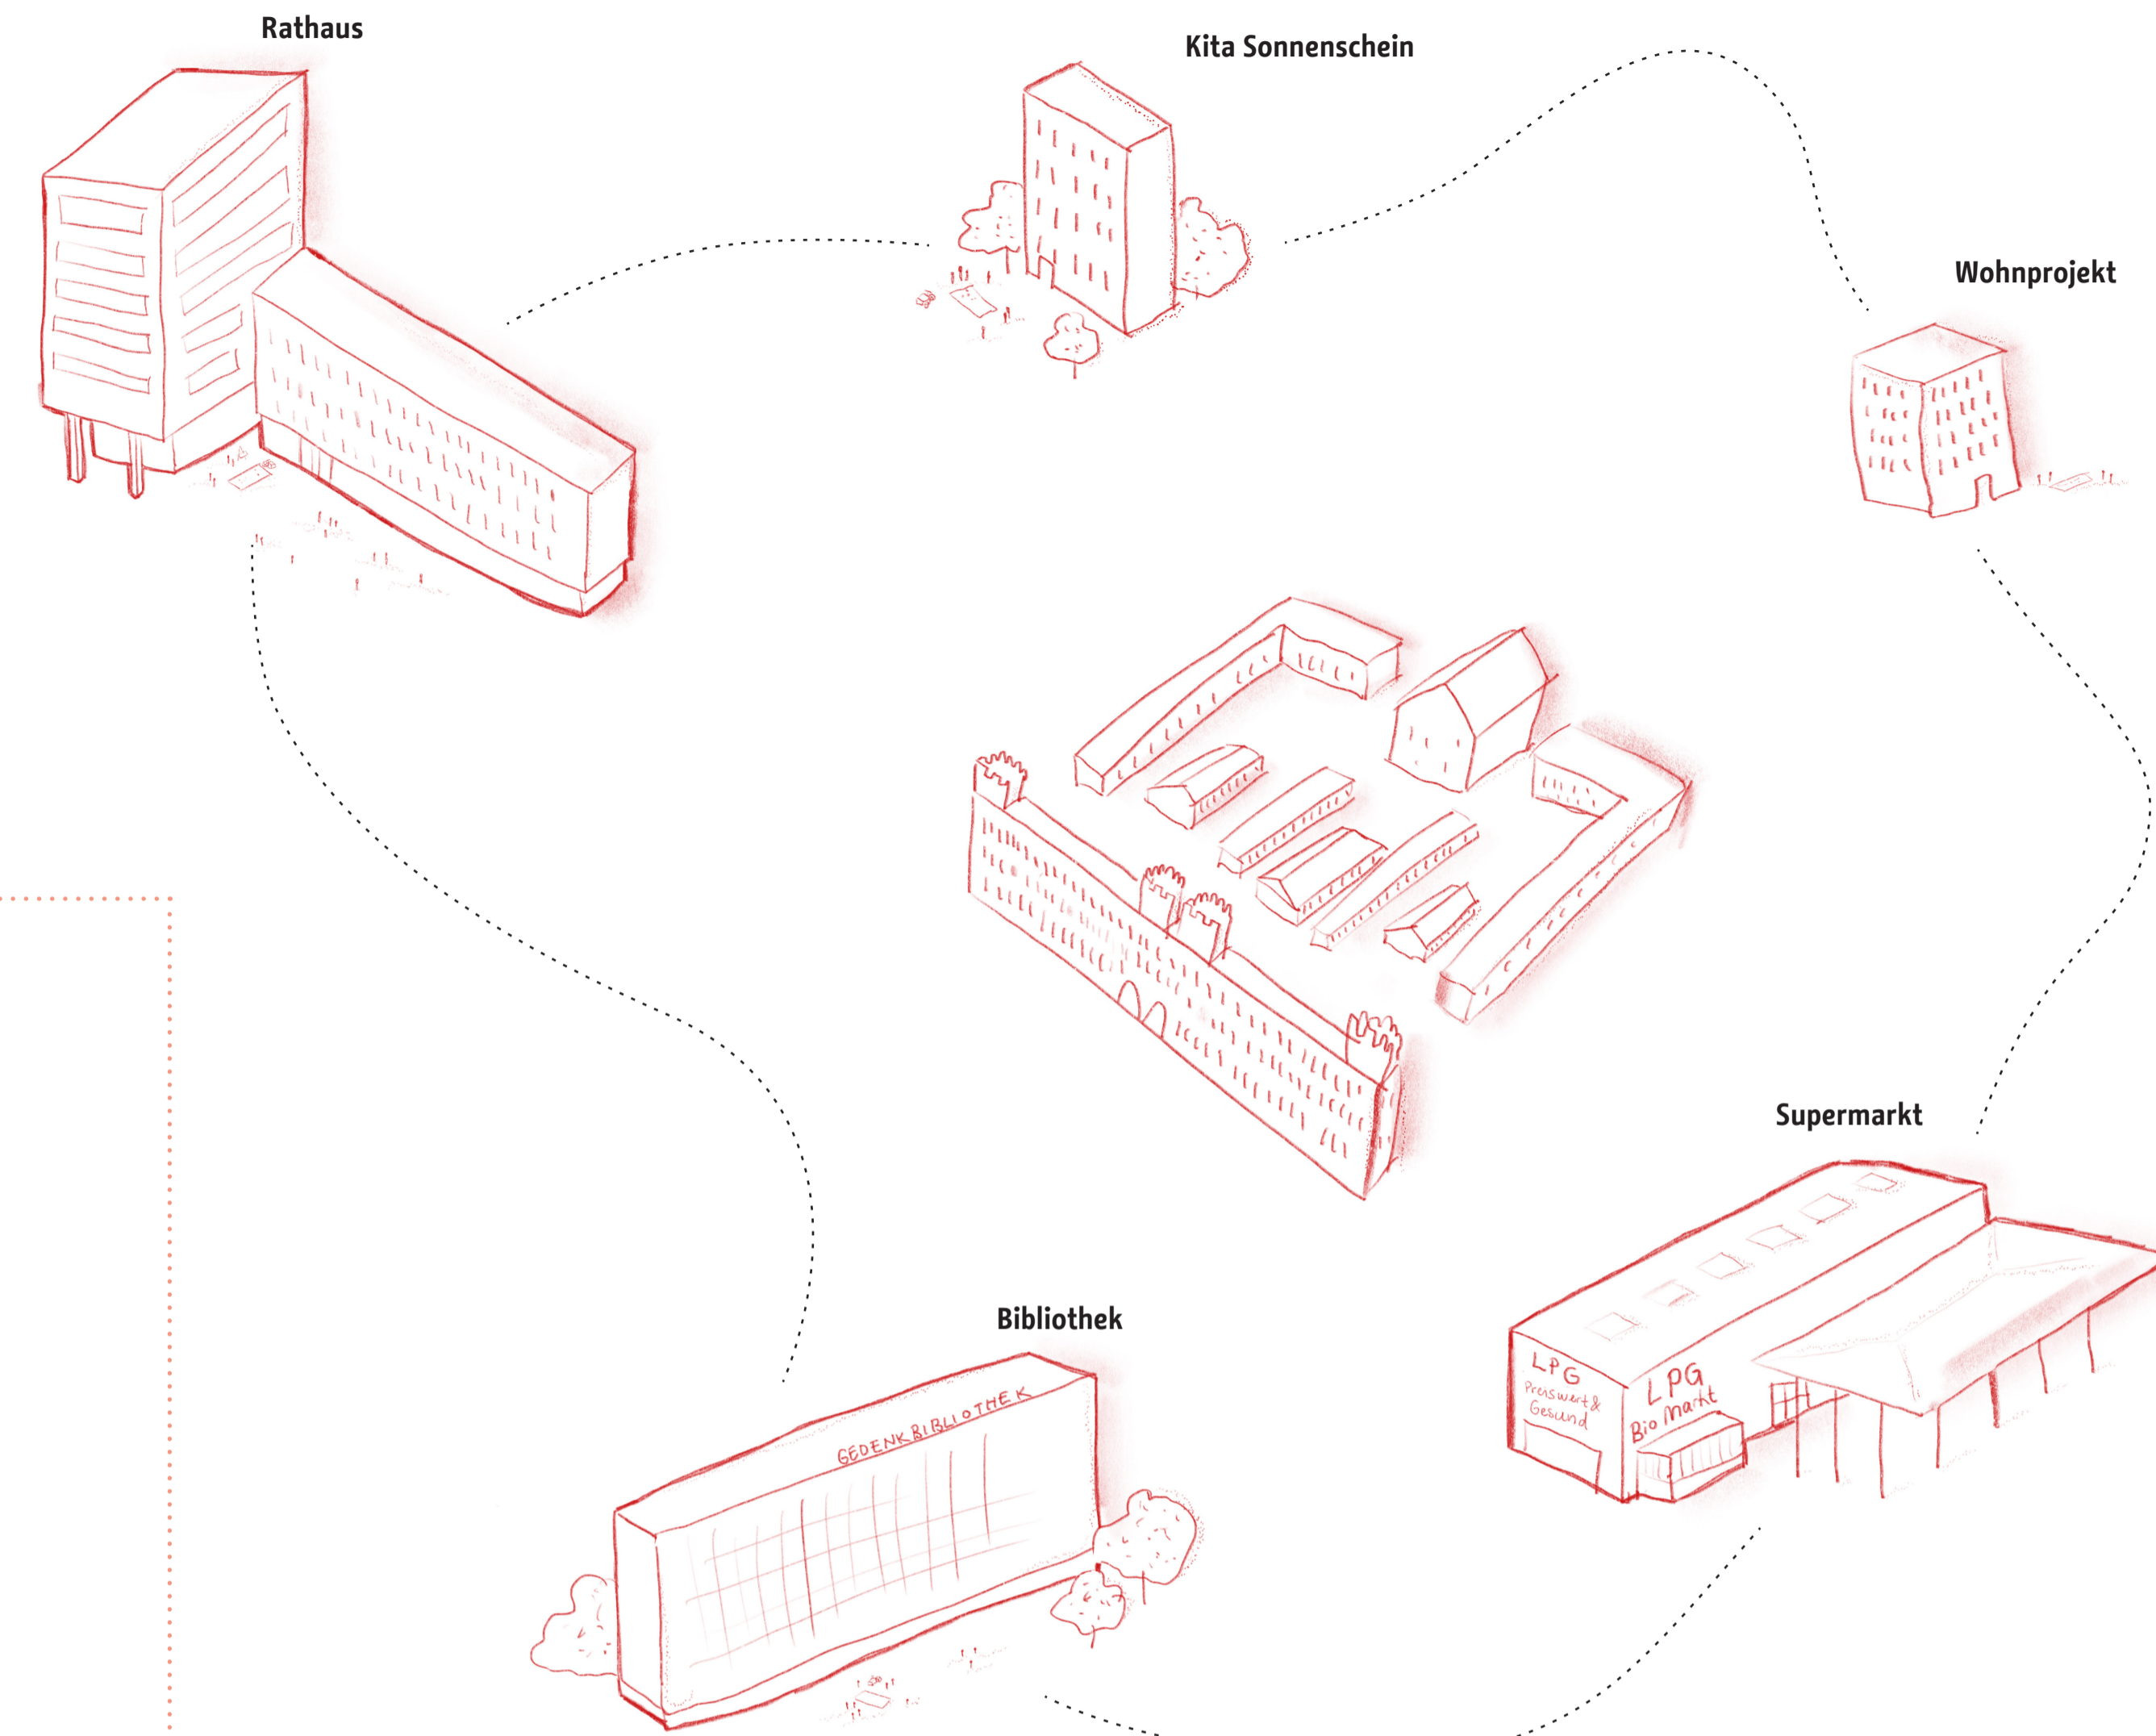 Rathaus
Kita Sonnenschein
Wohnprojekt
Supermarkt
LPG
Preiswert &
Gesund
LPG
Bio Markt
Bibliothek
GEDENKBIBLIOTHEK